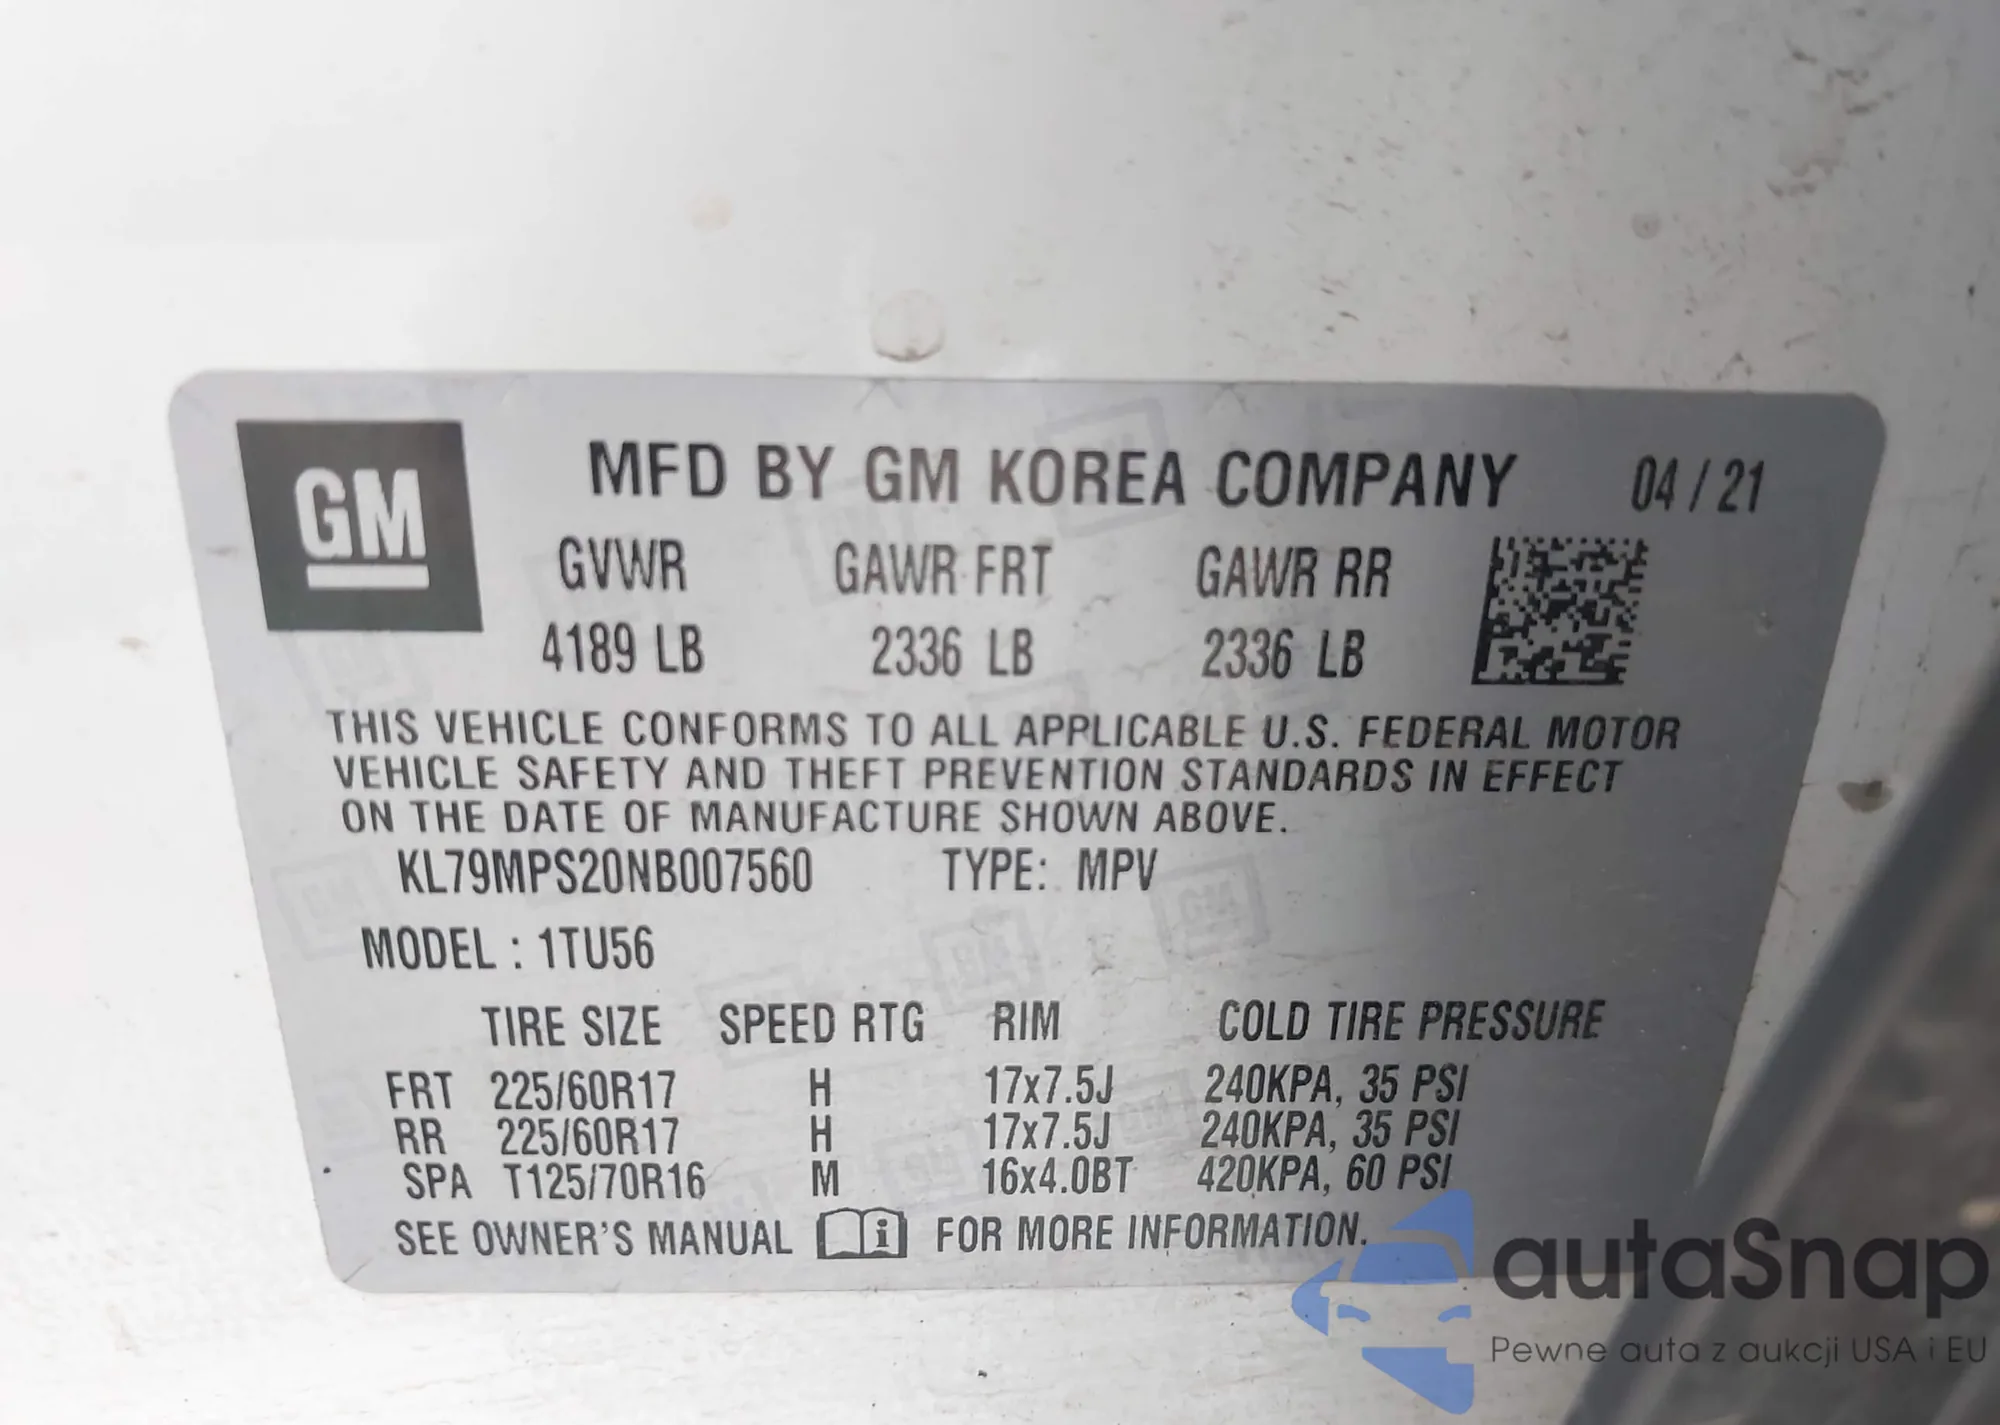 GM
MFD BY GM KOREA COMPANY 04 / 21
GVWR GAWR FRT GAWR RR
4189 LB 2336 LB 2336 LB
THIS VEHICLE CONFORMS TO ALL APPLICABLE U.S. FEDERAL MOTOR
VEHICLE SAFETY AND THEFT PREVENTION STANDARDS IN EFFECT
ON THE DATE OF MANUFACTURE SHOWN ABOVE.
KL79MPS20NB007560 TYPE: MPV
MODEL : 1TU56
TIRE SIZE SPEED RTG RIM COLD TIRE PRESSURE
FRT 225/60R17 H 17x7.5J 240KPA, 35 PSI
RR 225/60R17 H 17x7.5J 240KPA, 35 PSI
SPA T125/70R16 M 16x4.0BT 420KPA, 60 PSI
SEE OWNER'S MANUAL i FOR MORE INFORMATION.
autaSnap
Pewne auta z aukcji USA i EU